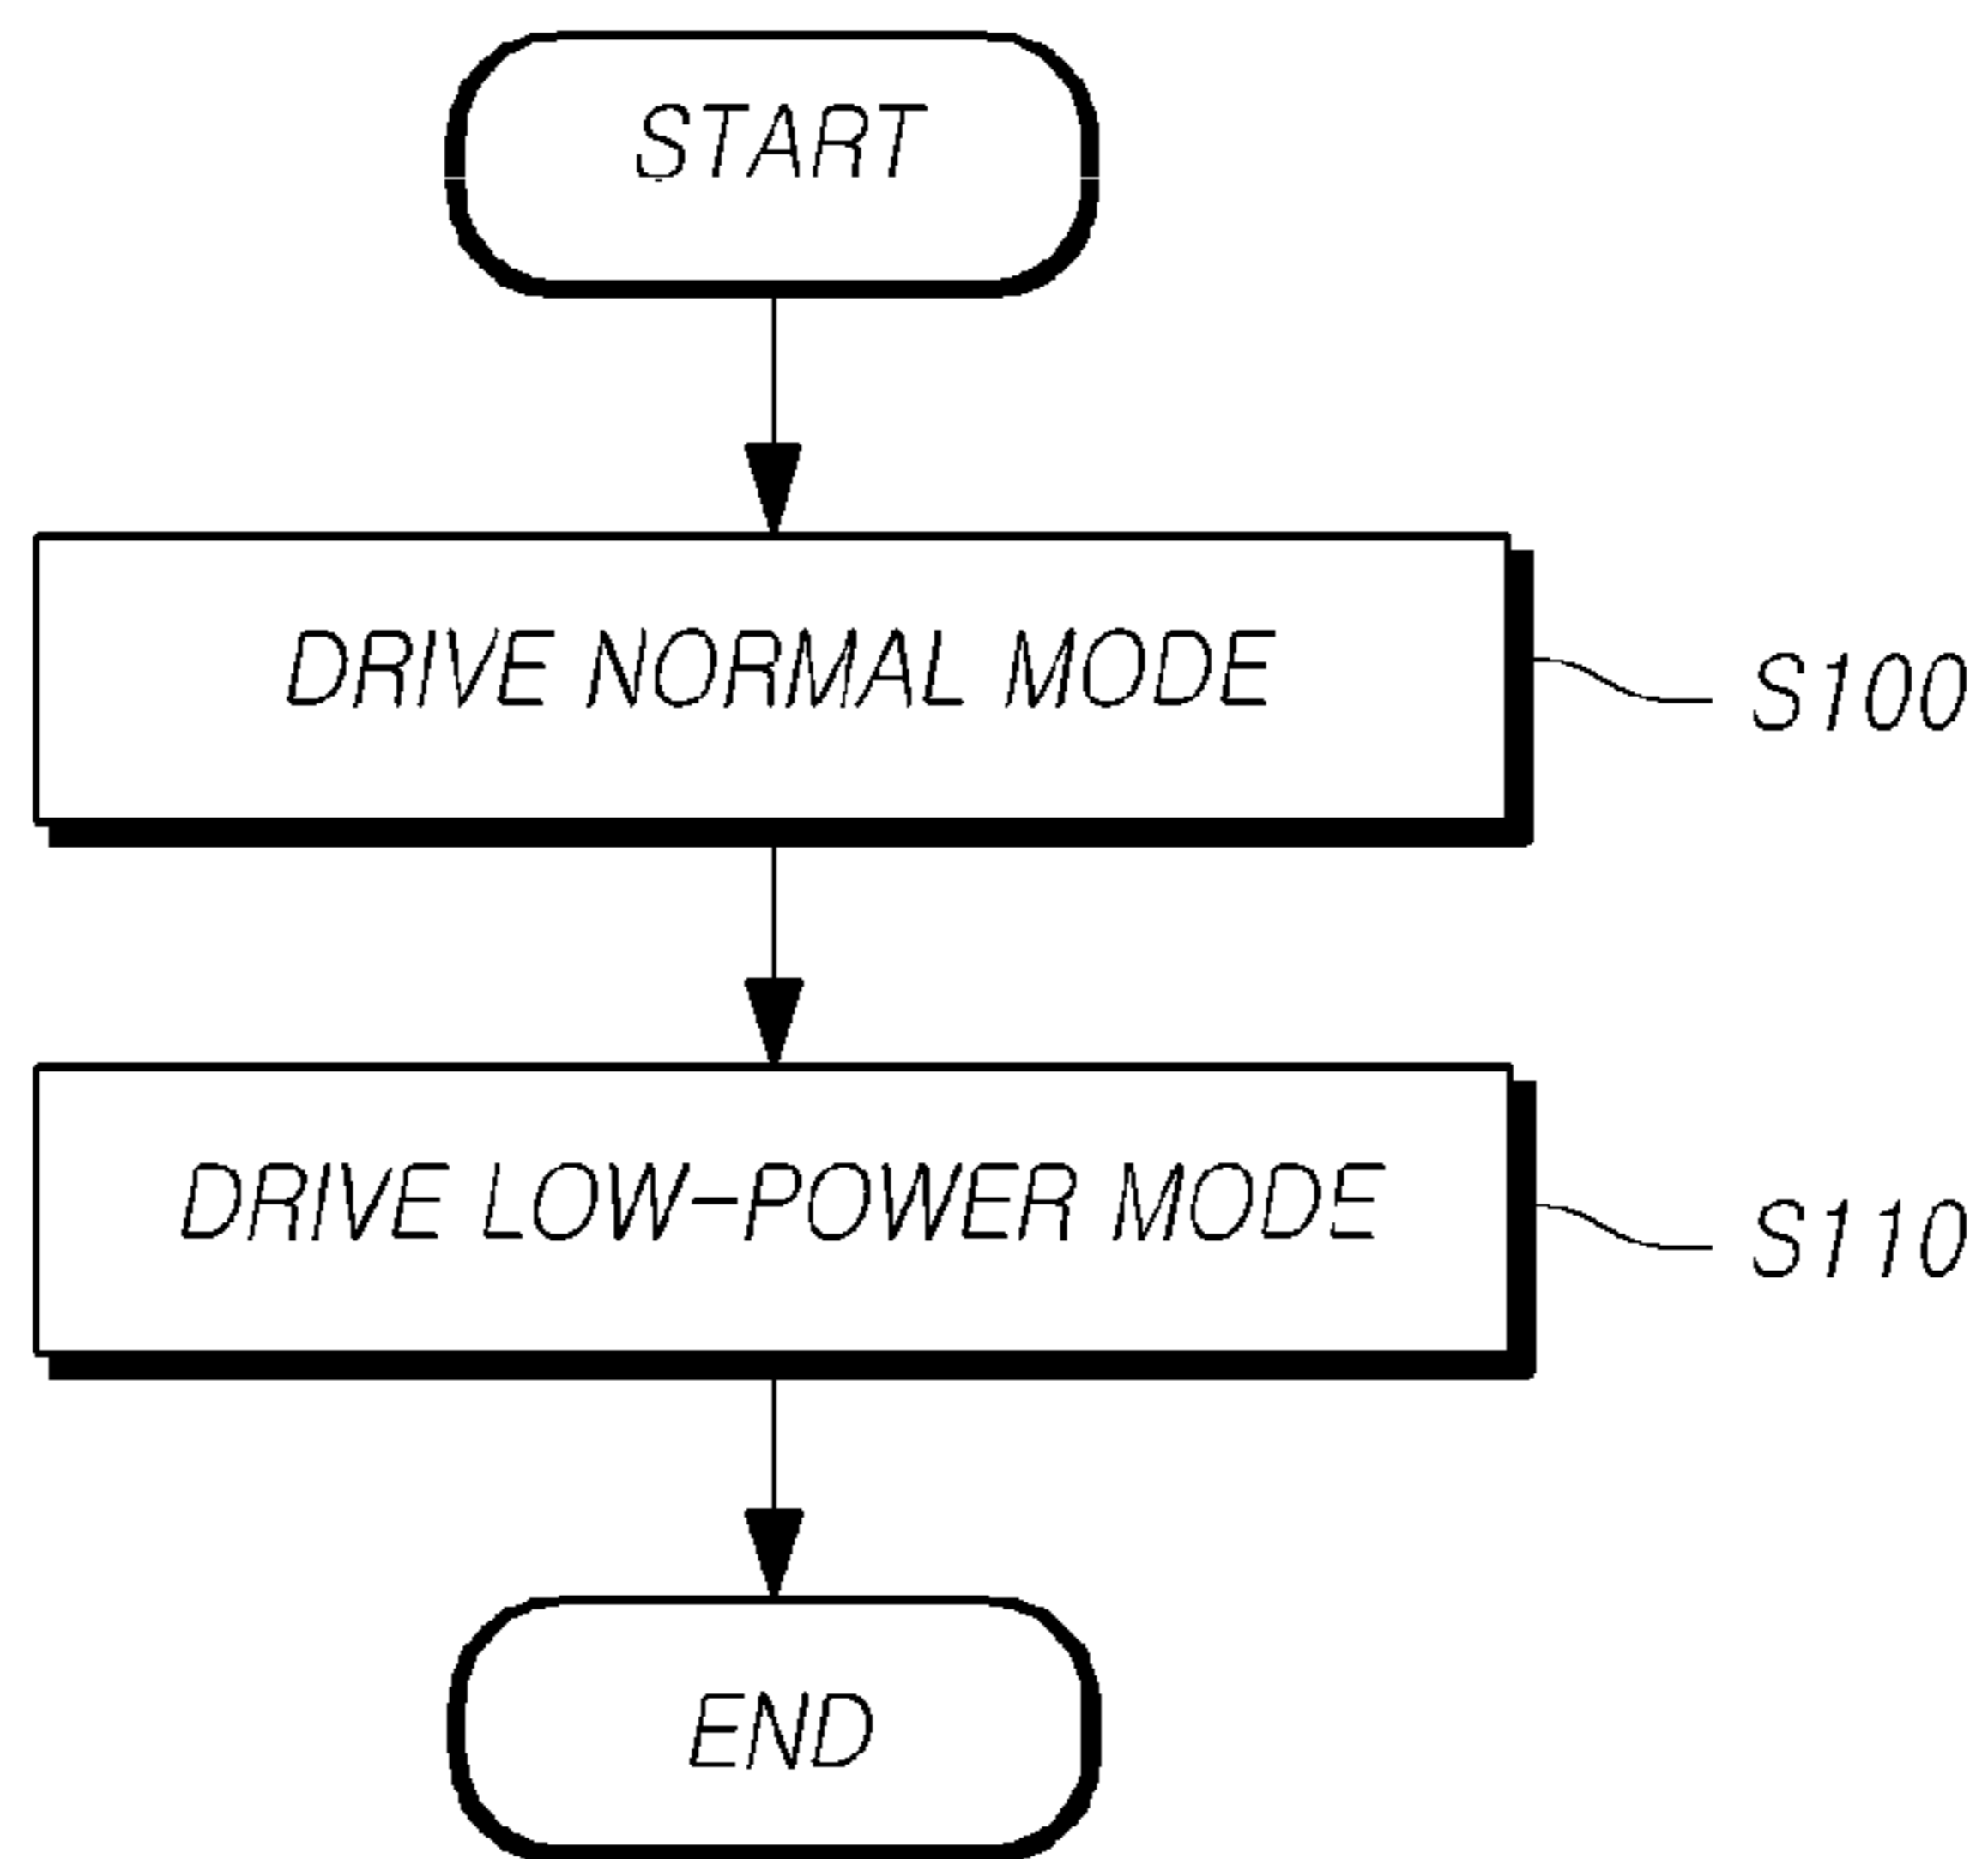 START
DRIVE NORMAL MODE
S100
DRIVE LOW-POWER MODE
S110
END